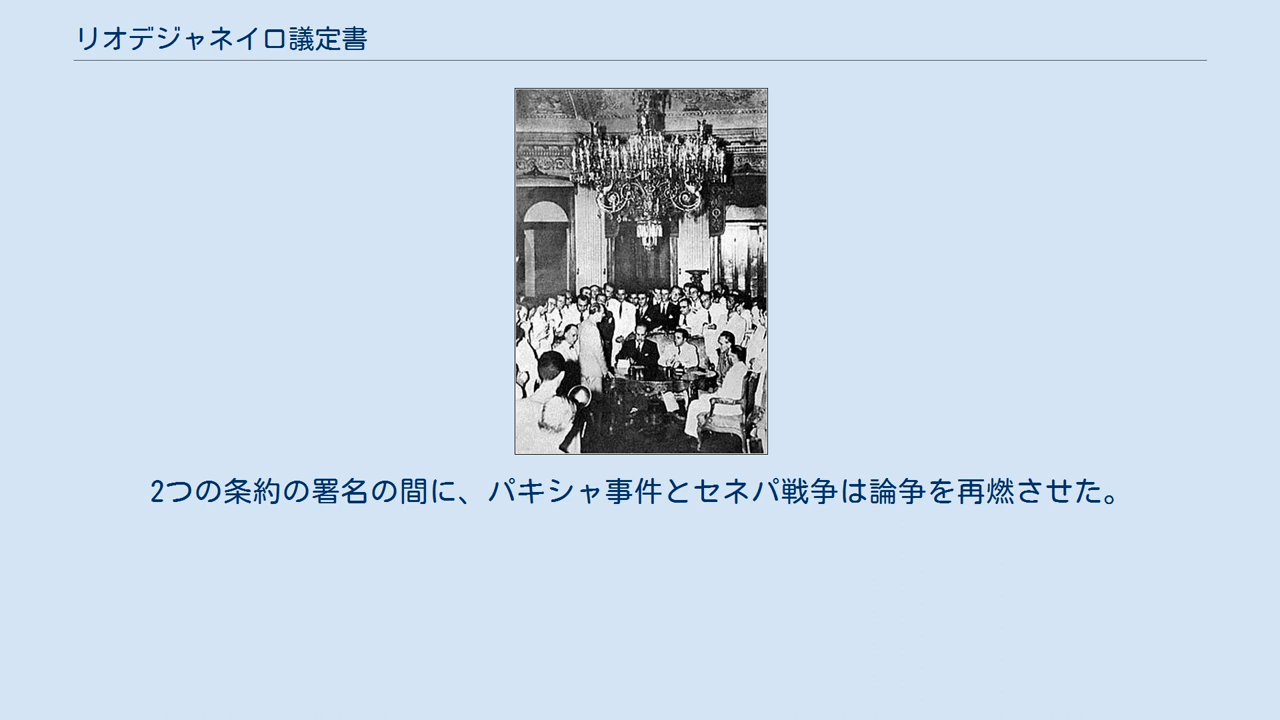 リオデジャネイロ議定書
2つの条約の署名の間に、パキシャ事件とセネパ戦争は論争を再燃させた。